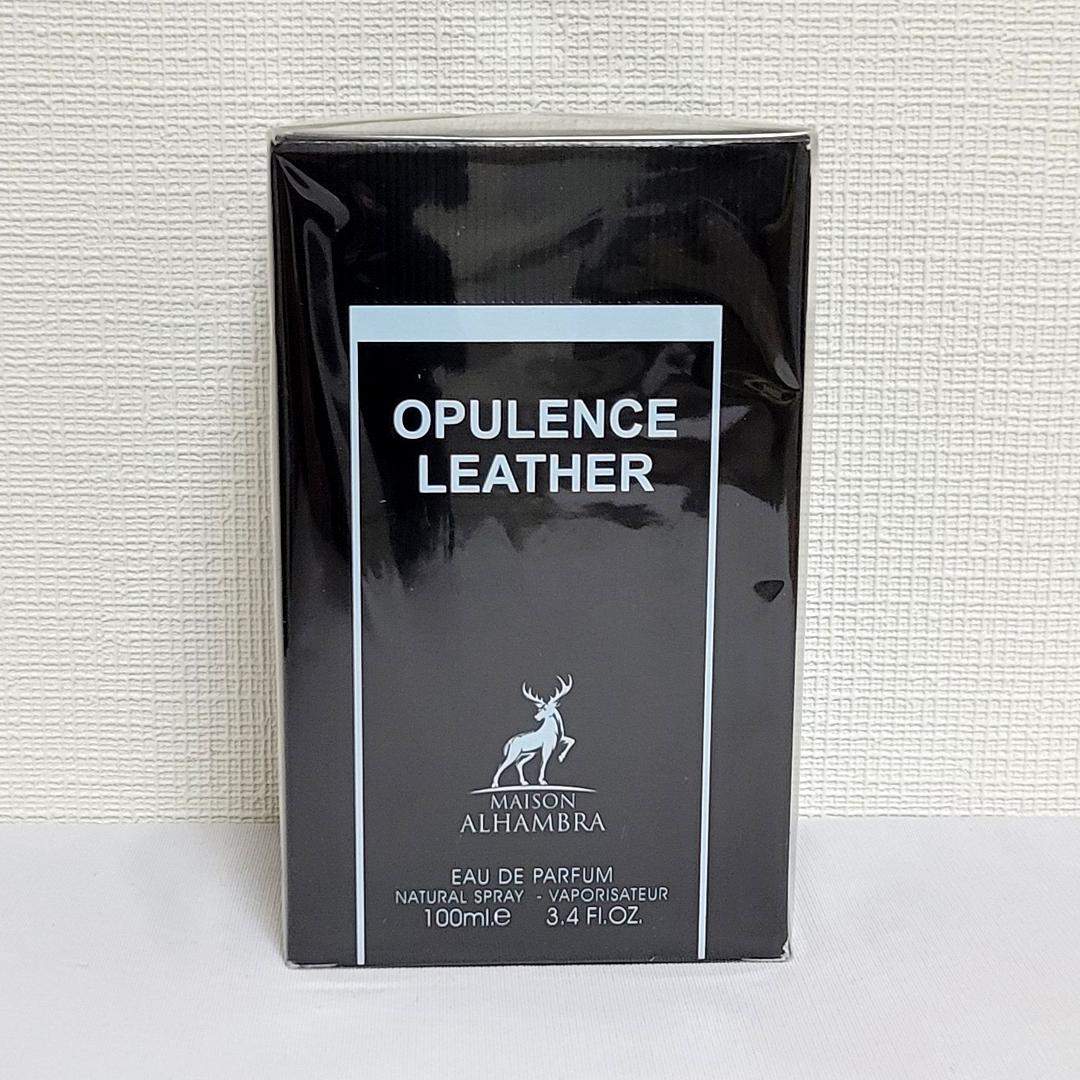 OPULENCE
LEATHER
MAISON
ALHAMBRA
EAU DE PARFUM
NATURAL SPRAY - VAPORISATEUR
100ml.e 3.4 Fl.OZ.